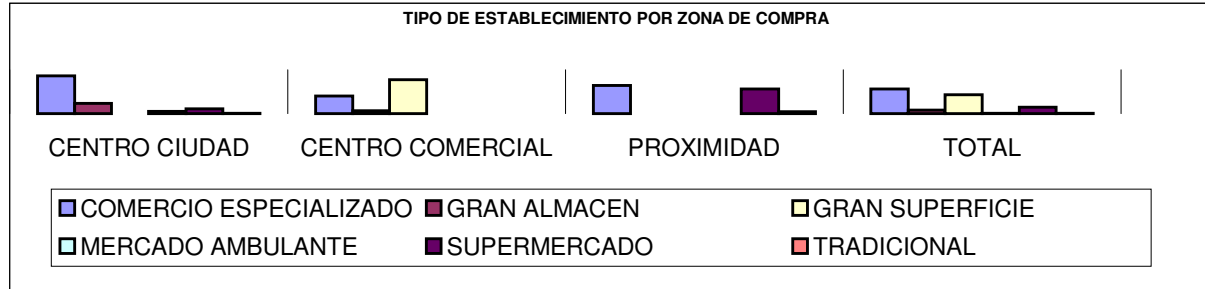 TIPO DE ESTABLECIMIENTO POR ZONA DE COMPRA
CENTRO CIUDAD CENTRO COMERCIAL PROXIMIDAD TOTAL
COMERCIO ESPECIALIZADO GRAN ALMACEN GRAN SUPERFICIE
MERCADO AMBULANTE SUPERMERCADO TRADICIONAL